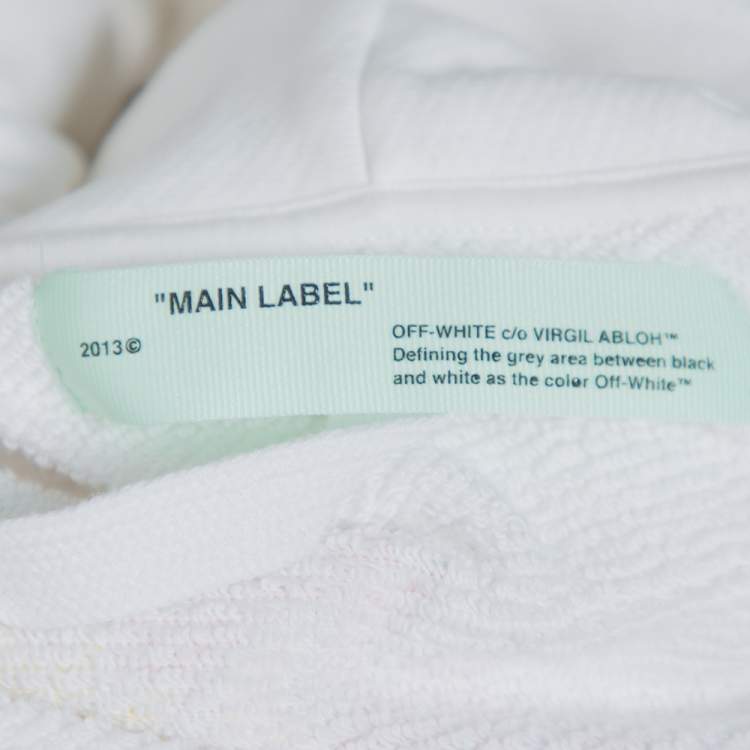 "MAIN LABEL"
2013©
OFF-WHITE c/o VIRGIL ABLOH™
Defining the grey area between black
and white as the color Off-White™